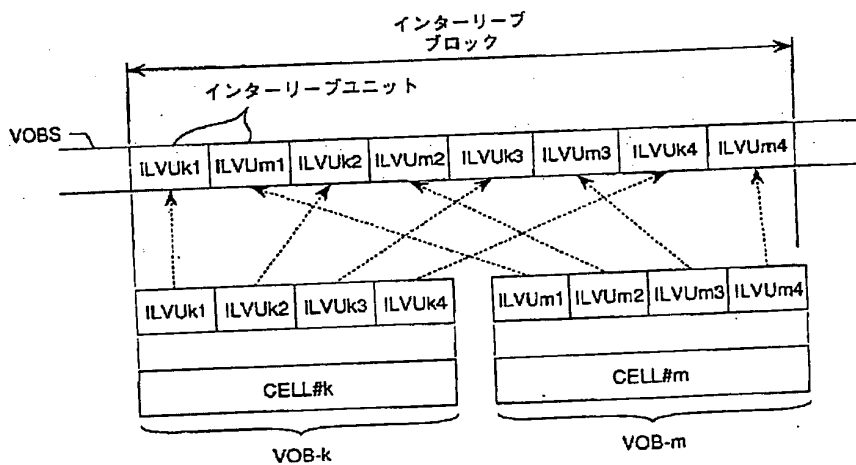 インターリーブ
ブロック
インターリーブユニット
VOBS
ILVUk1 ILVUm1 ILVUk2 ILVUm2 ILVUk3 ILVUm3 ILVUk4 ILVUm4
ILVUk1 ILVUk2 ILVUk3 ILVUk4 ILVUm1 ILVUm2 ILVUm3 ILVUm4
CELL#k CELL#m
VOB-k VOB-m